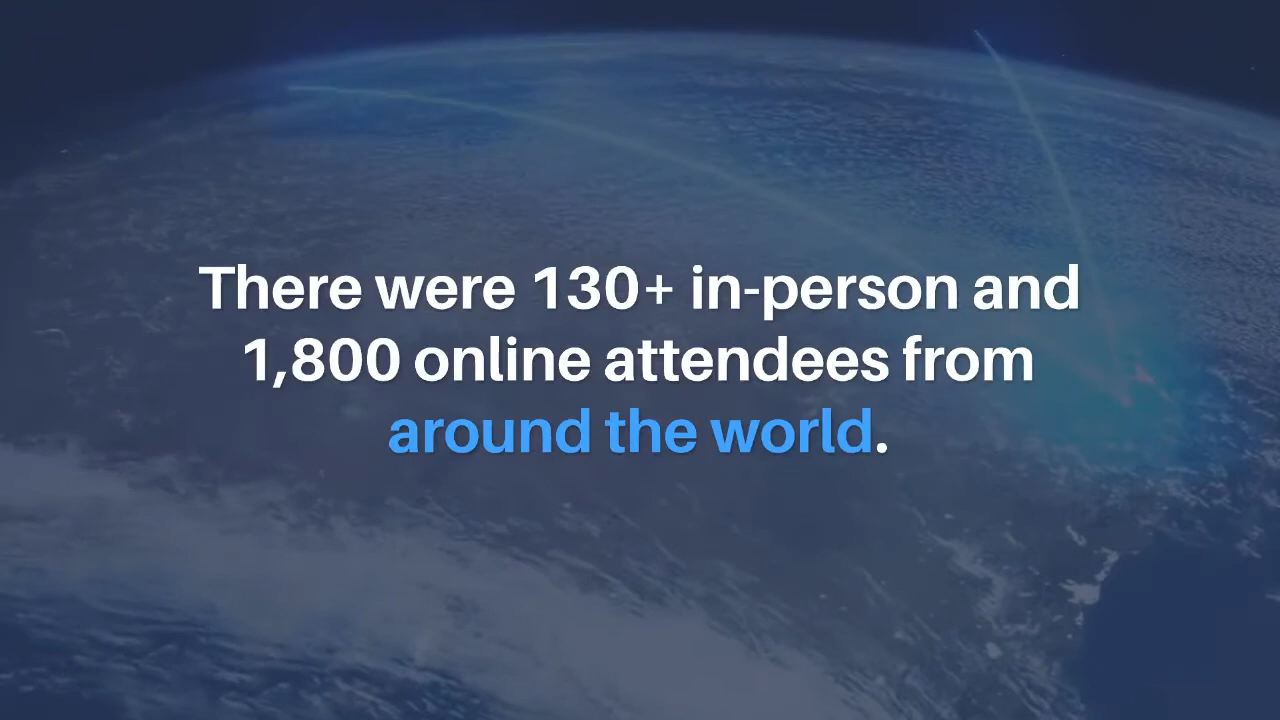 There were 130+ in-person and
1,800 online attendees from
around the world.